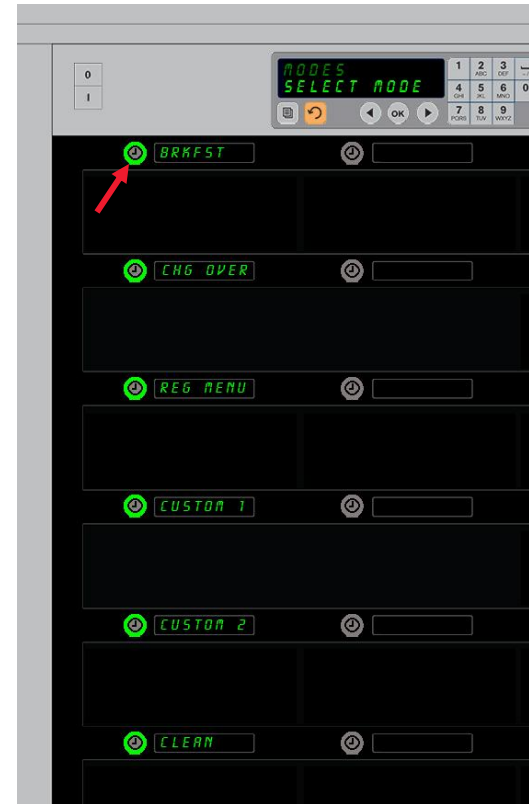 0
I
MODES
SELECT MODE
1 2 ABC 3 DEF
4 GHI 5 JKL 6 MNO 0
7 PQRS 8 TUV 9 WXYZ
OK
BRKFST
CHG OVER
REG MENU
CUSTOM 1
CUSTOM 2
CLEAN